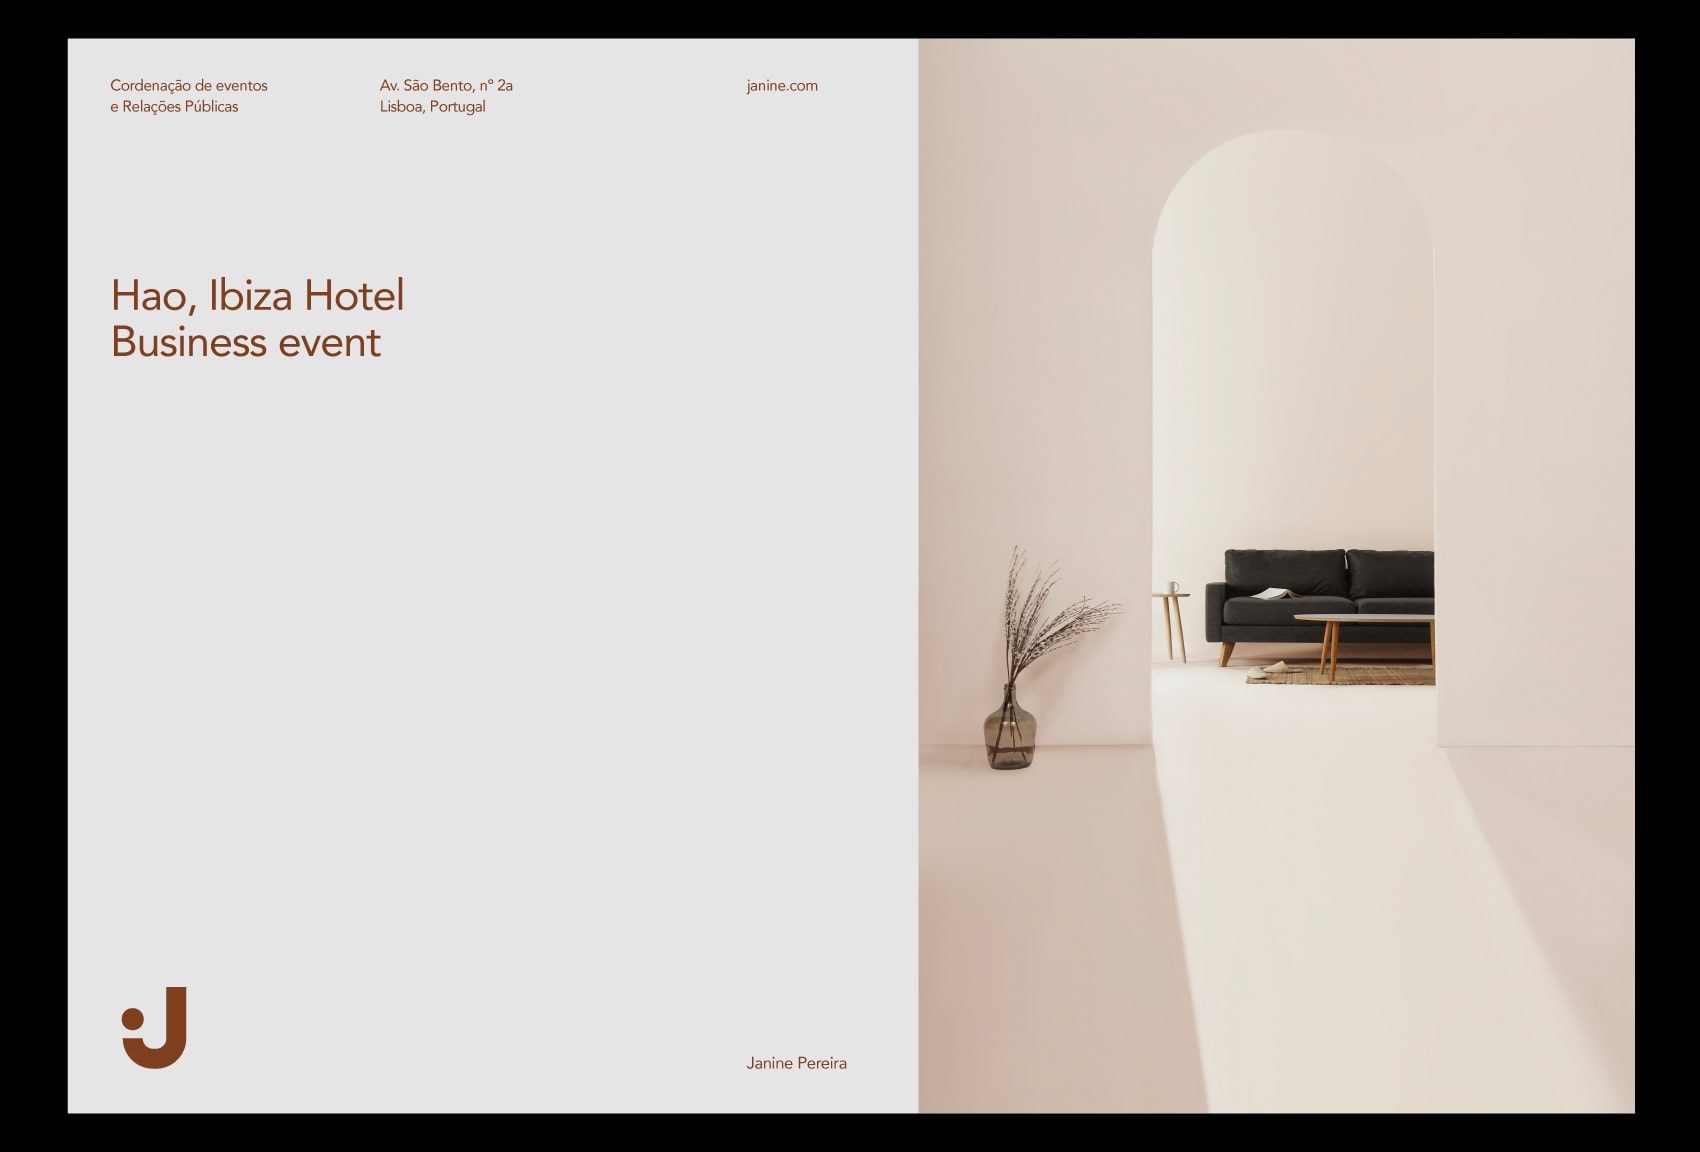 Cordenação de eventos
e Relações Públicas
Av. São Bento, nº 2a
Lisboa, Portugal
janine.com
Hao, Ibiza Hotel
Business event
J
Janine Pereira